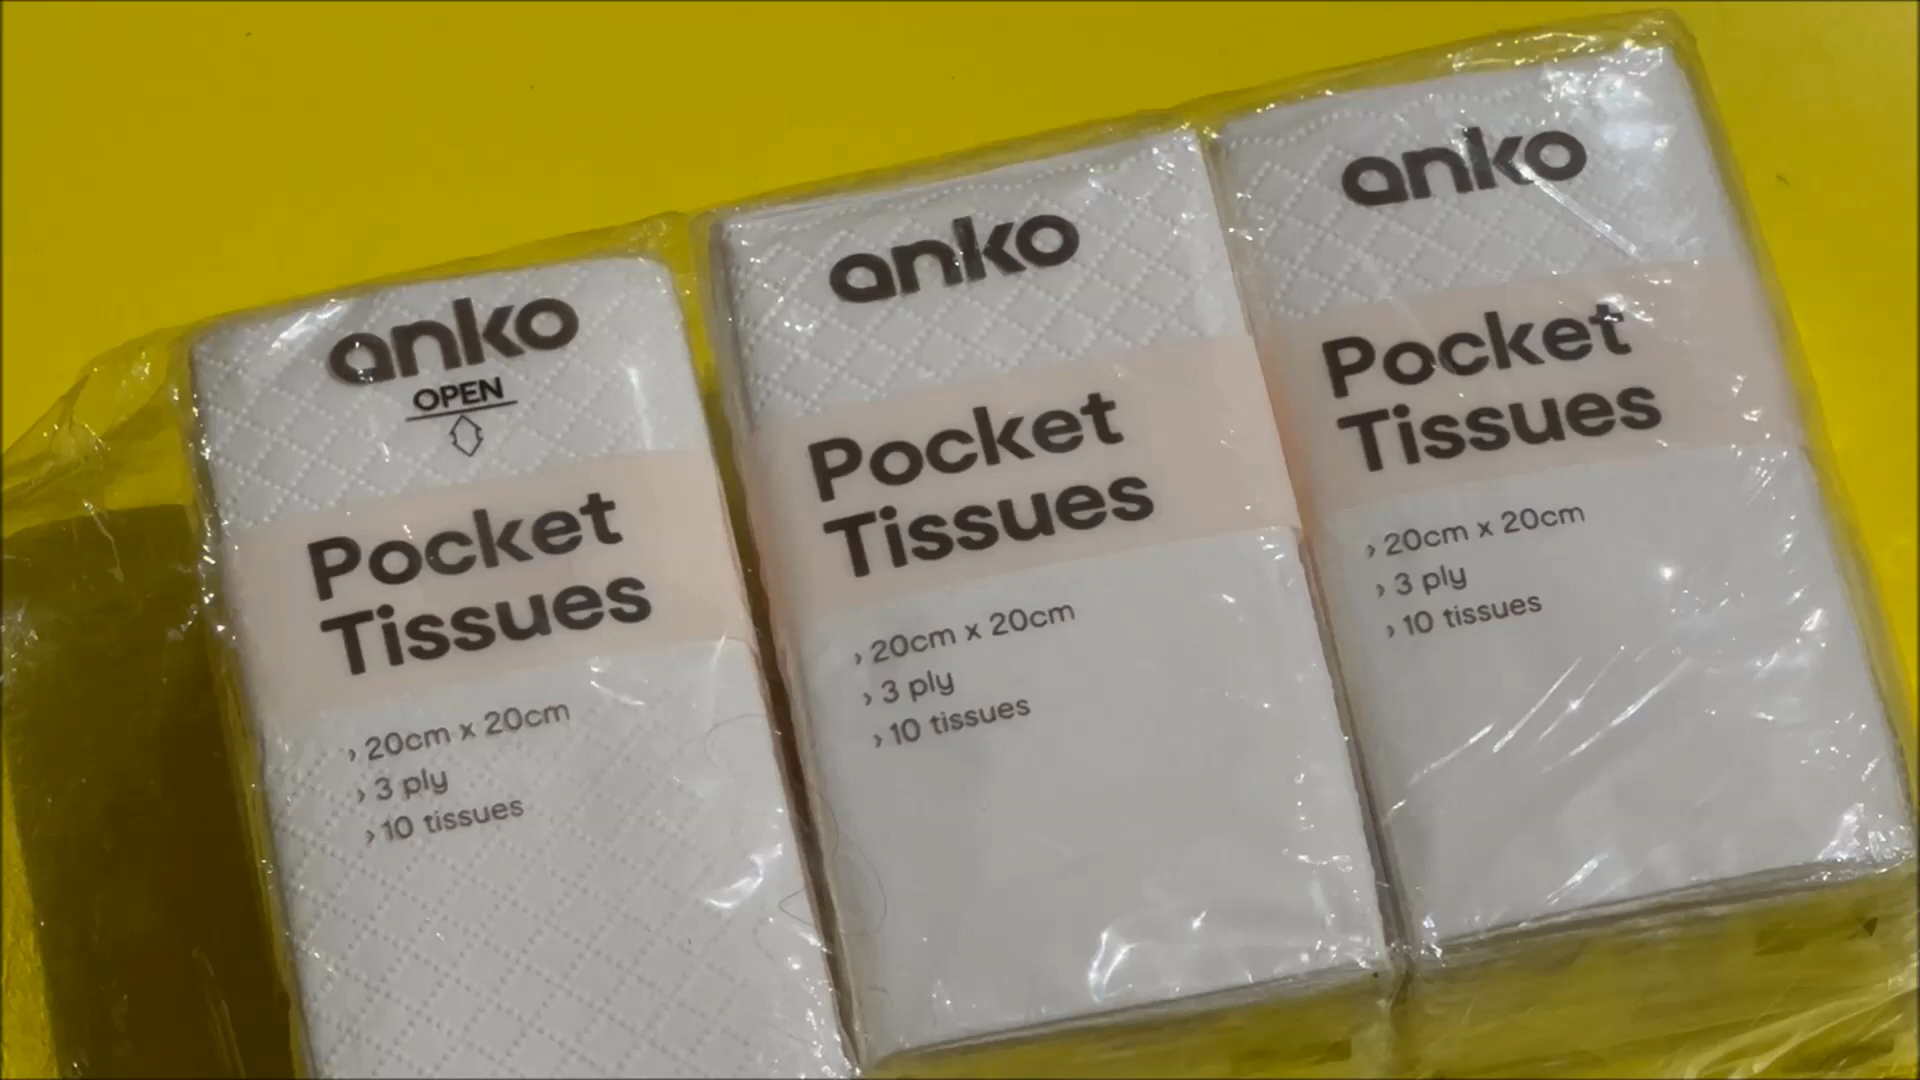 anko
OPEN
Pocket
Tissues
› 20cm x 20cm
› 3 ply
› 10 tissues
anko
Pocket
Tissues
› 20cm x 20cm
› 3 ply
› 10 tissues
anko
Pocket
Tissues
› 20cm x 20cm
› 3 ply
› 10 tissues